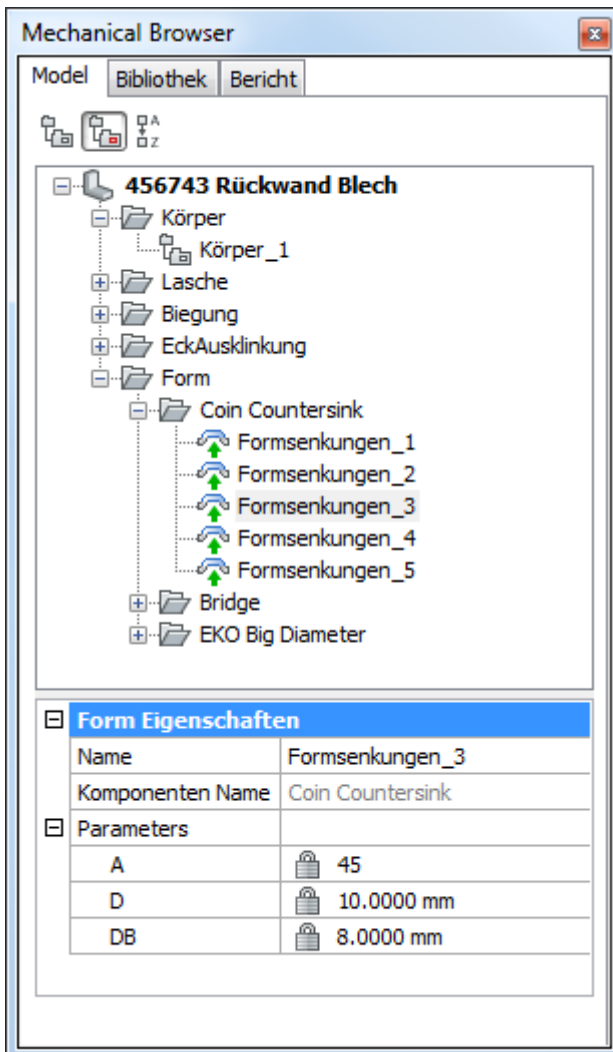 Mechanical Browser
Model Bibliothek Bericht
456743 Rückwand Blech
Körper
Körper_1
Lasche
Biegung
EckAusklinkung
Form
Coin Countersink
Formsenkungen_1
Formsenkungen_2
Formsenkungen_3
Formsenkungen_4
Formsenkungen_5
Bridge
EKO Big Diameter
Form Eigenschaften
Name Formsenkungen_3
Komponenten Name Coin Countersink
Parameters
A 45
D 10.0000 mm
DB 8.0000 mm